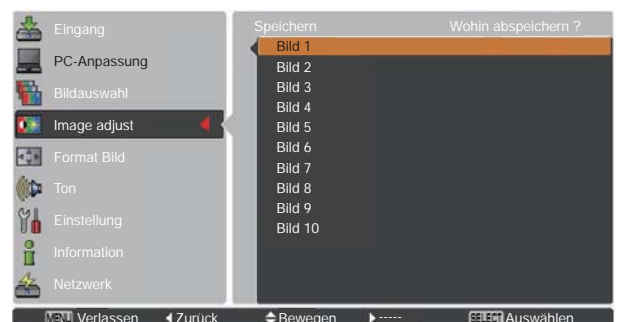 Eingang
PC-Anpassung
Bildauswahl
Image adjust
Format Bild
Ton
Einstellung
Information
Netzwerk
Speichern Wohin abspeichern ?
Bild 1
Bild 2
Bild 3
Bild 4
Bild 5
Bild 6
Bild 7
Bild 8
Bild 9
Bild 10
MENU Verlassen Zurück Bewegen ----- SELECT Auswählen